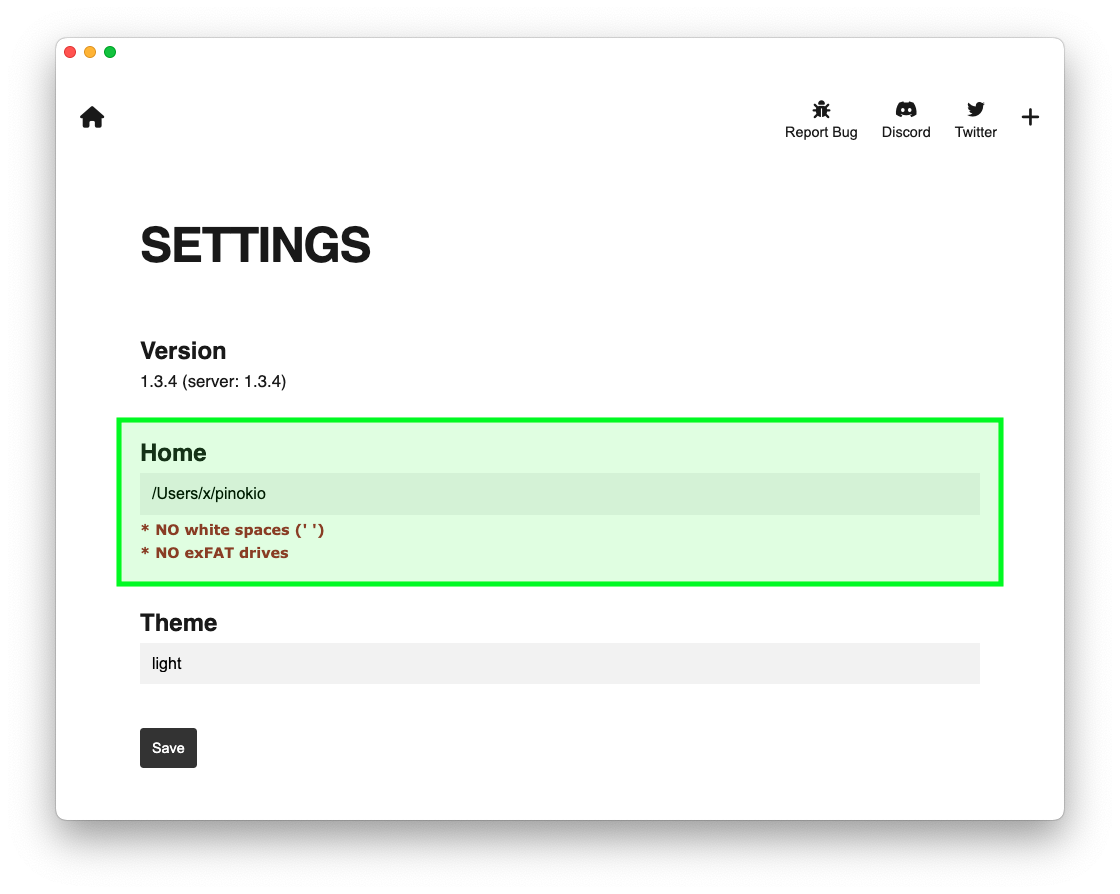 Report Bug
Discord
Twitter
SETTINGS
Version
1.3.4 (server: 1.3.4)
Home
/Users/x/pinokio
* NO white spaces (' ')
* NO exFAT drives
Theme
light
Save